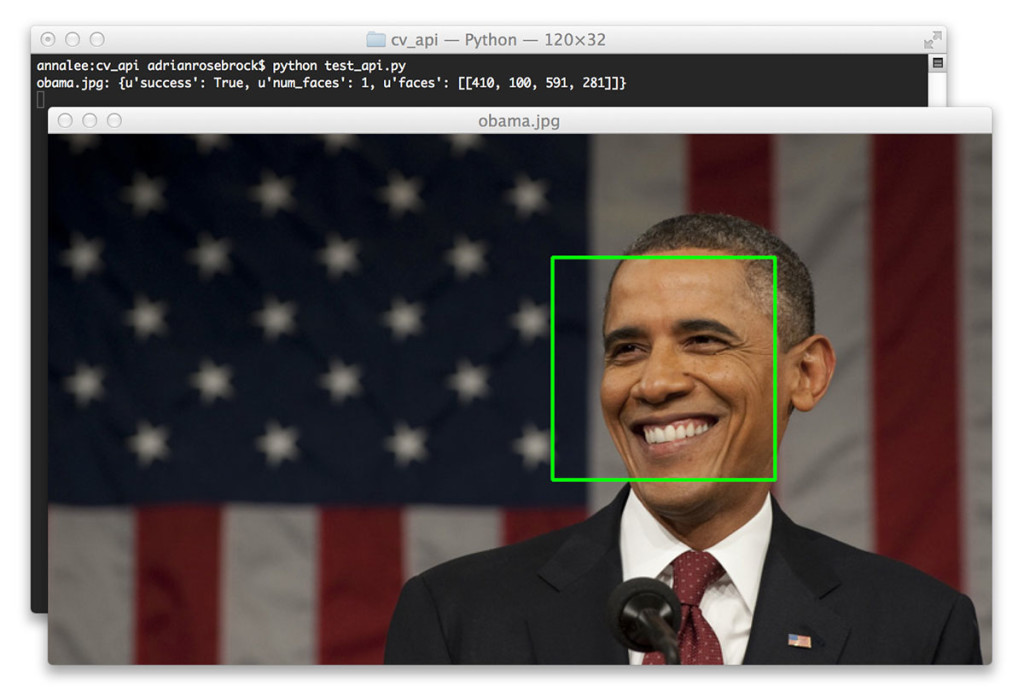 cv_api — Python — 120×32
annalee:cv_api adrianrosebrock$ python test_api.py
obama.jpg: {u'success': True, u'num_faces': 1, u'faces': [[410, 100, 591, 281]]}
obama.jpg